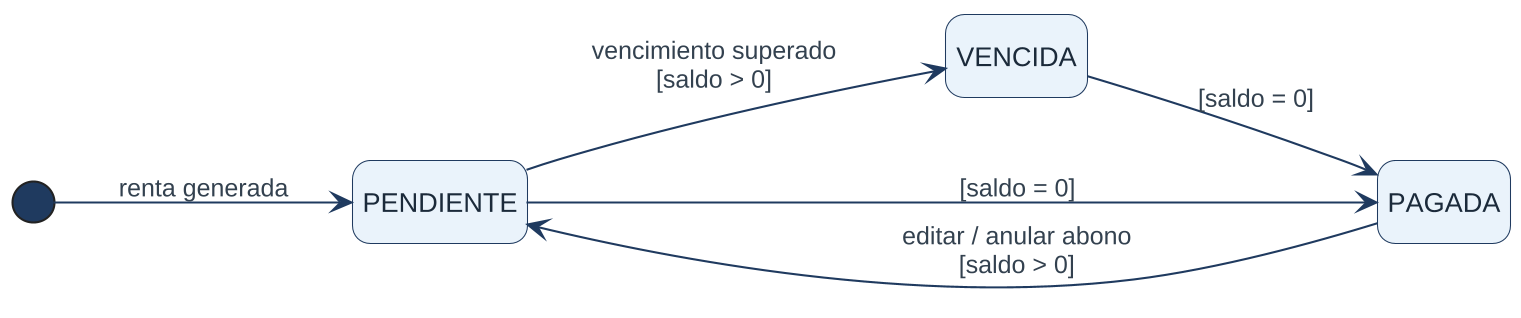 vencimiento superado
[saldo > 0]
VENCIDA
[saldo = 0]
renta generada
PENDIENTE
[saldo = 0]
PAGADA
editar / anular abono
[saldo > 0]